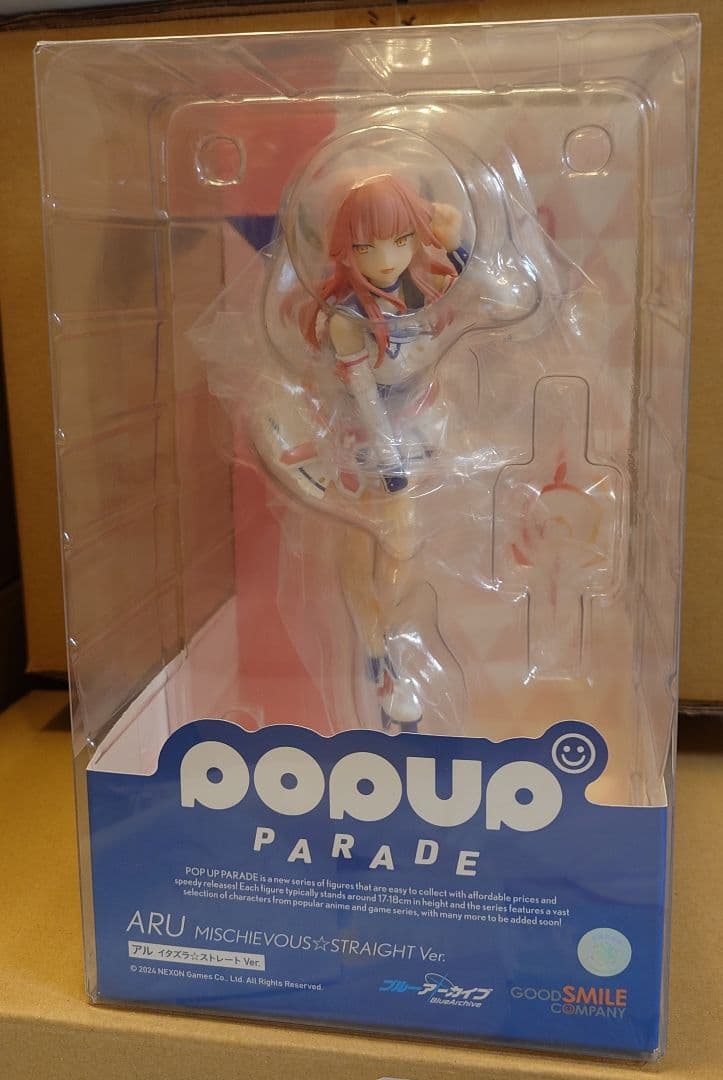 POPUP
PARADE
POP UP PARADE is a new series of figures that are easy to collect with affordable prices and
speedy releases! Each figure typically stands around 17-18cm in height and the series features a vast
selection of characters from popular anime and game series, with many more to be added soon!
ARU MISCHIEVOUS☆STRAIGHT Ver.
アル イタズラ☆ストレート Ver.
© 2024 NEXON Games Co., Ltd. All Rights Reserved.
ブルーアーカイブ
BlueArchive
GOODSMILE
COMPANY